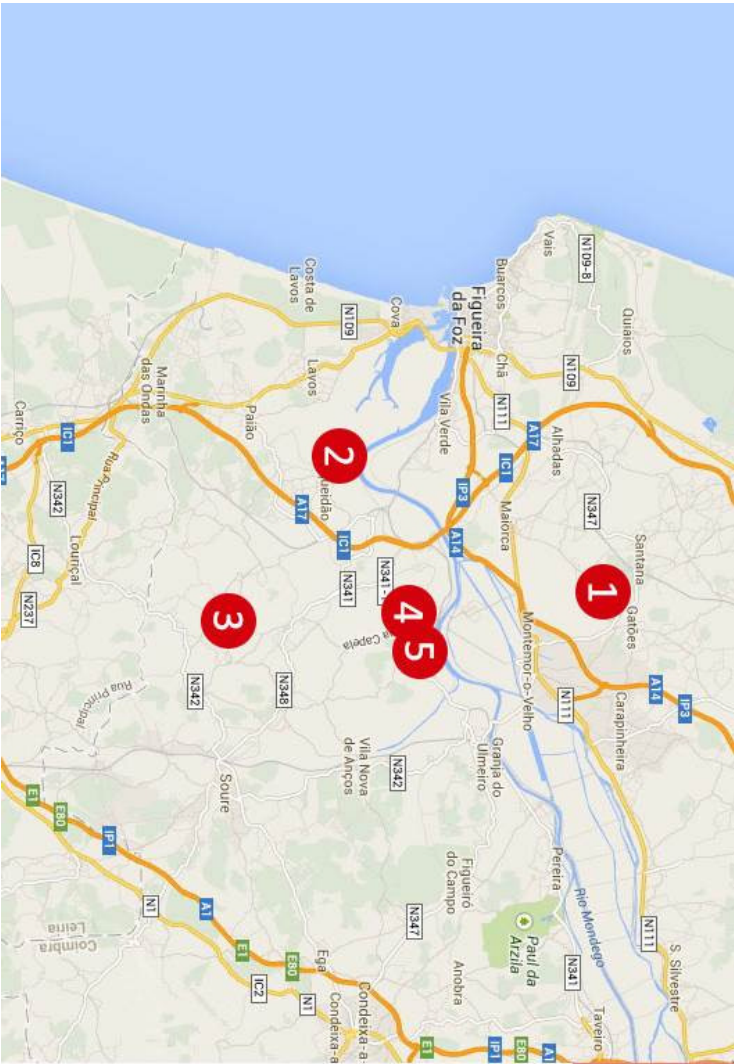 A14
IP3
N111
S. Silvestre
Quiaios
Santana
Gatões
Carapinheira
1
N109-B
N347
Taveiro
Rio Mondego
N109
Alhadas
N111
N341
Vais
A17
Pereira
A1
E80
Paul da
Arzila
Buarcos
Chã
N111
IC1
Maiorca
Montemor-o-Velho
IP1
Granja do
Ulmeiro
Figueira
da Foz
IP3
A14
Figueiró
do Campo
Anobra
Vila Verde
5
4
E1
Cova
N341-1
a Capela
N342
N347
Condeixa-a-
Vila Nova
de Anços
N109
2
IC1
N341
Condeixa-a
Costa de
Lavos
Lavos
ueidão
Ega
N1
A17
N348
E80
Paião
3
Soure
IC2
E1
N342
A1
Marinha
das Ondas
N1
Rua Principal
Rua Principal
IP1
Coimbra
Leiria
IC1
Louriçal
E80
N342
IC8
E1
Carriço
N237